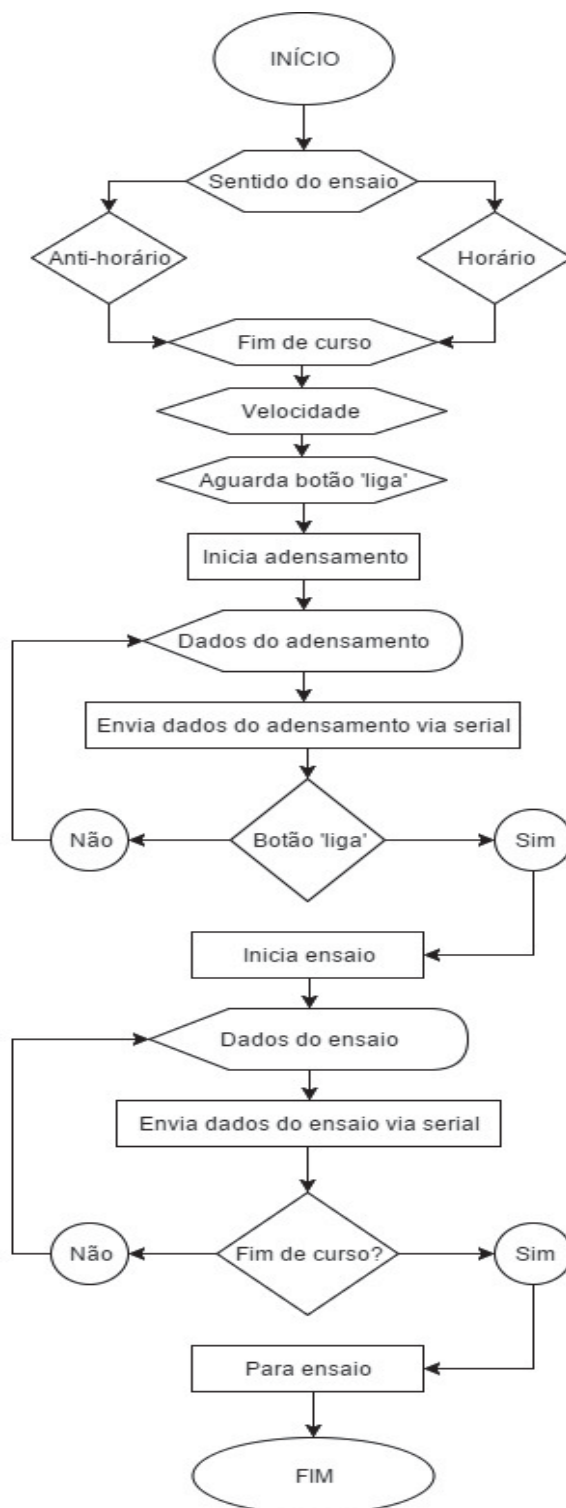 INÍCIO
Sentido do ensaio
Anti-horário
Horário
Fim de curso
Velocidade
Aguarda botão 'liga'
Inicia adensamento
Dados do adensamento
Envia dados do adensamento via serial
Não
Botão 'liga'
Sim
Inicia ensaio
Dados do ensaio
Envia dados do ensaio via serial
Não
Fim de curso?
Sim
Para ensaio
FIM